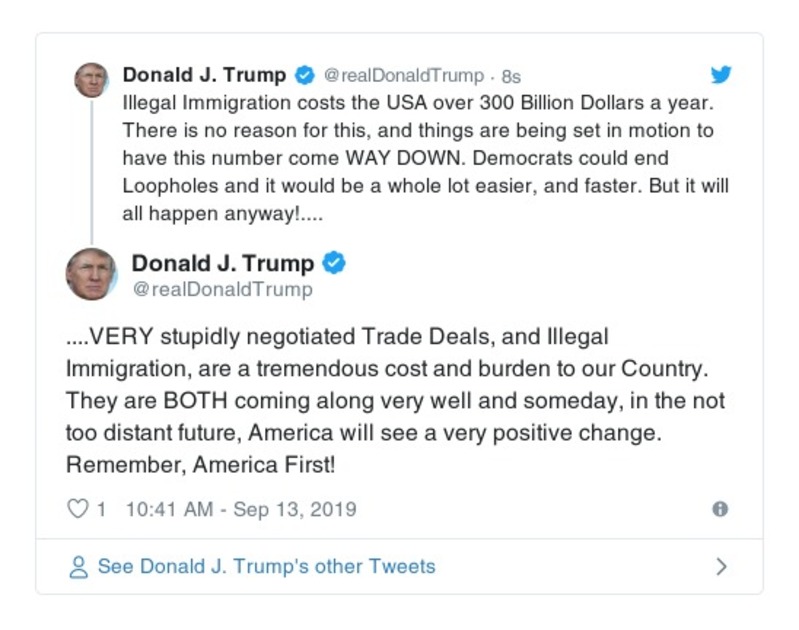 Donald J. Trump @realDonaldTrump · 8s
Illegal Immigration costs the USA over 300 Billion Dollars a year.
There is no reason for this, and things are being set in motion to
have this number come WAY DOWN. Democrats could end
Loopholes and it would be a whole lot easier, and faster. But it will
all happen anyway!....
Donald J. Trump
@realDonaldTrump
....VERY stupidly negotiated Trade Deals, and Illegal
Immigration, are a tremendous cost and burden to our Country.
They are BOTH coming along very well and someday, in the not
too distant future, America will see a very positive change.
Remember, America First!
1 10:41 AM - Sep 13, 2019
See Donald J. Trump's other Tweets